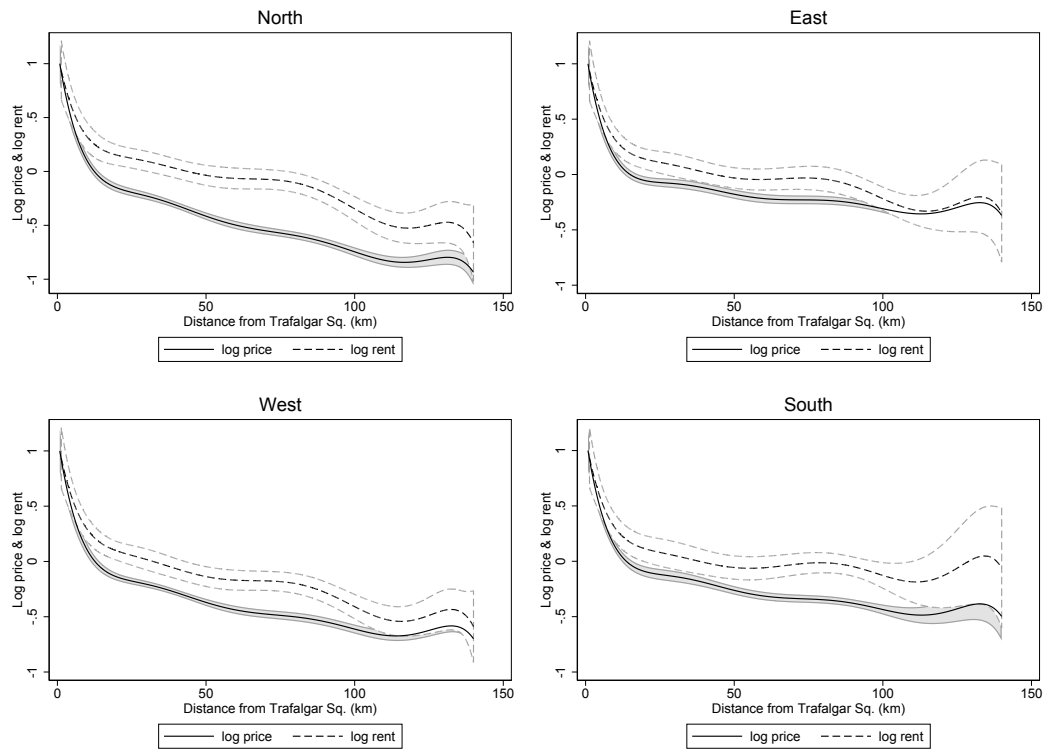 North
Log price & log rent
1
.5
0
-.5
-1
0 50 100 150
Distance from Trafalgar Sq. (km)
log price log rent
East
Log price & log rent
1
.5
0
-.5
-1
0 50 100 150
Distance from Trafalgar Sq. (km)
log price log rent
West
Log price & log rent
1
.5
0
-.5
-1
0 50 100 150
Distance from Trafalgar Sq. (km)
log price log rent
South
Log price & log rent
1
.5
0
-.5
-1
0 50 100 150
Distance from Trafalgar Sq. (km)
log price log rent